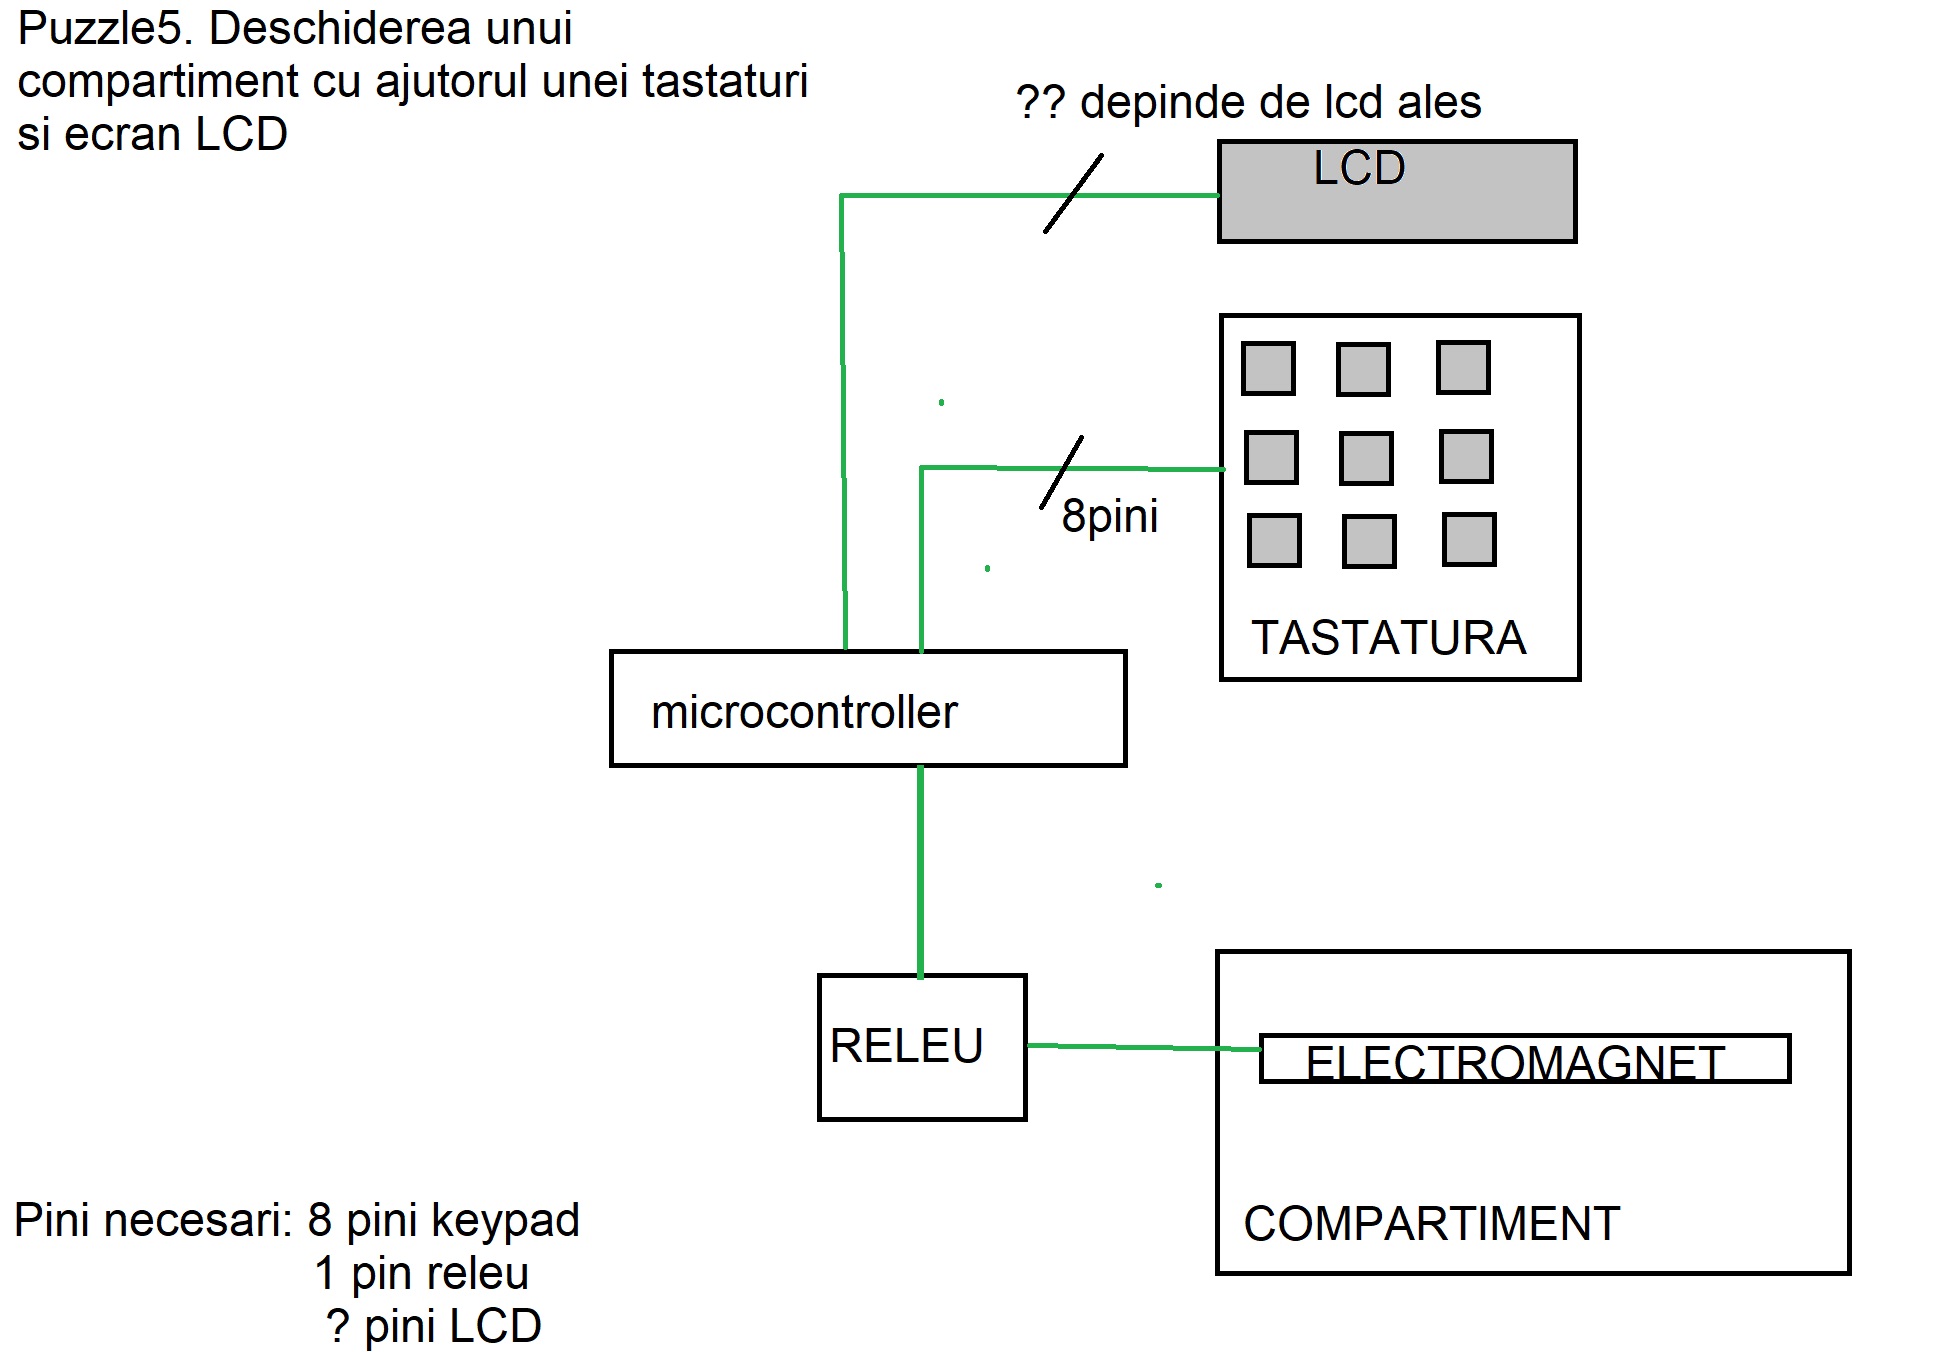 Puzzle5. Deschiderea unui
compartiment cu ajutorul unei tastaturi
si ecran LCD
?? depinde de lcd ales
LCD
8pini
TASTATURA
microcontroller
RELEU
ELECTROMAGNET
COMPARTIMENT
Pini necesari: 8 pini keypad
1 pin releu
? pini LCD